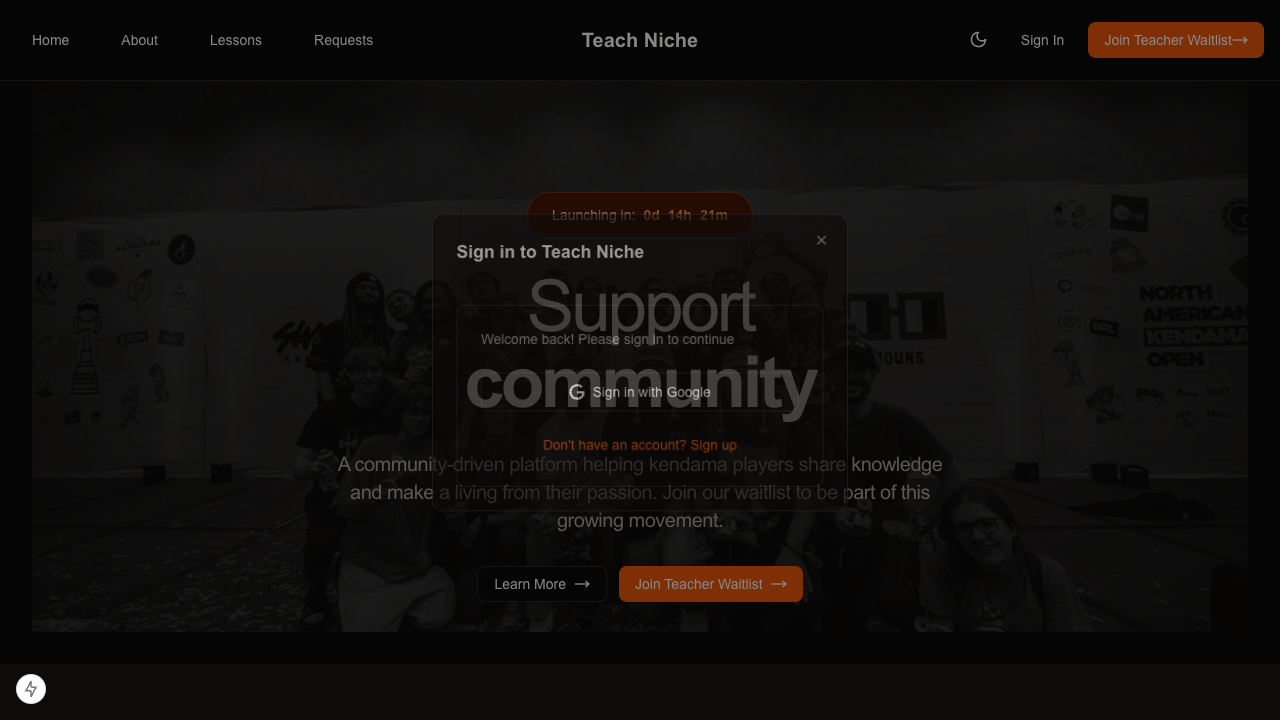 Home About Lessons Requests Teach Niche Sign In Join Teacher Waitlist
Launching in: 0d 14h 21m
Sign in to Teach Niche
Support
Welcome back! Please sign in to continue
community
Sign in with Google
Don't have an account? Sign up
A community-driven platform helping kendama players share knowledge
and make a living from their passion. Join our waitlist to be part of this
growing movement.
Learn More Join Teacher Waitlist
NORTH
AMERICAN
KENDAMA
OPEN